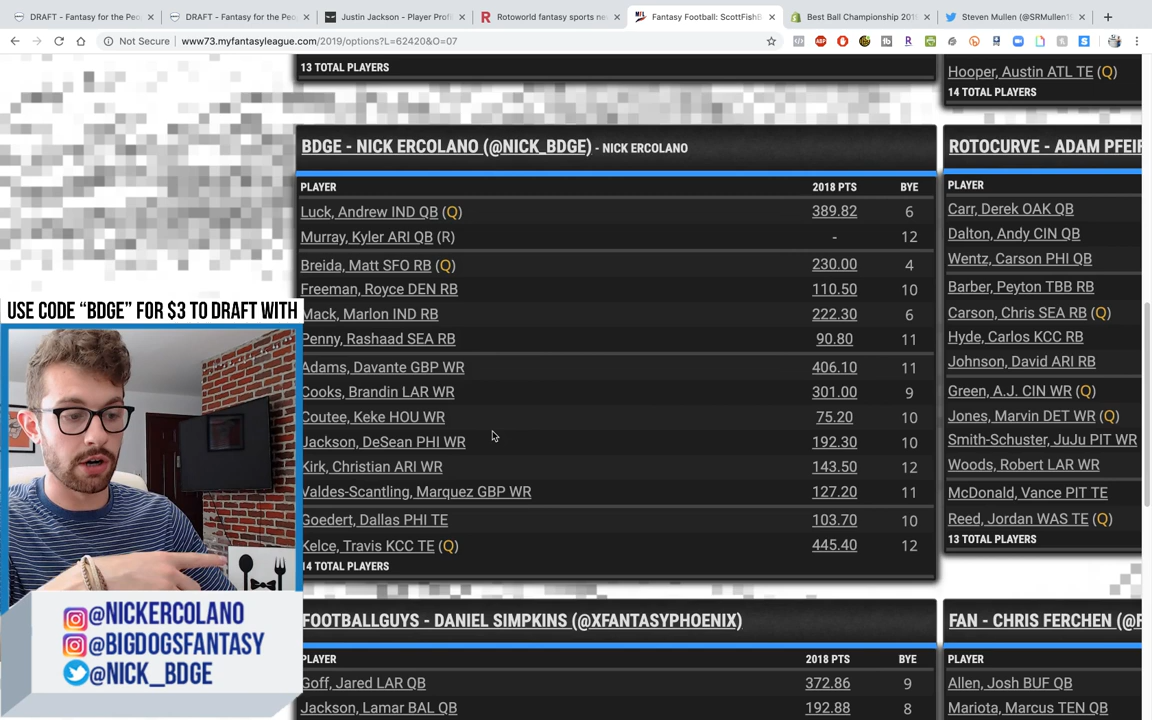 DRAFT - Fantasy for the Peo
DRAFT - Fantasy for the Peo
Justin Jackson - Player Profil
Rotoworld fantasy sports ne
Fantasy Football: ScottFishB
Best Ball Championship 201
Steven Mullen (@SRMullen1
Not Secure
www73.myfantasyleague.com/2019/options?L=62420&O=07
13 TOTAL PLAYERS
Hooper, Austin ATL TE (Q)
14 TOTAL PLAYERS
BDGE - NICK ERCOLANO (@NICK_BDGE) - NICK ERCOLANO
PLAYER 2018 PTS BYE
Luck, Andrew IND QB (Q) 389.82 6
Murray, Kyler ARI QB (R) - 12
Breida, Matt SFO RB (Q) 230.00 4
Freeman, Royce DEN RB 110.50 10
Mack, Marlon IND RB 222.30 6
Penny, Rashaad SEA RB 90.80 11
Adams, Davante GBP WR 406.10 11
Cooks, Brandin LAR WR 301.00 9
Coutee, Keke HOU WR 75.20 10
Jackson, DeSean PHI WR 192.30 10
Kirk, Christian ARI WR 143.50 12
Valdes-Scantling, Marquez GBP WR 127.20 11
Goedert, Dallas PHI TE 103.70 10
Kelce, Travis KCC TE (Q) 445.40 12
14 TOTAL PLAYERS
ROTOCURVE - ADAM PFEIF
PLAYER
Carr, Derek OAK QB
Dalton, Andy CIN QB
Wentz, Carson PHI QB
Barber, Peyton TBB RB
Carson, Chris SEA RB (Q)
Hyde, Carlos KCC RB
Johnson, David ARI RB
Green, A.J. CIN WR (Q)
Jones, Marvin DET WR (Q)
Smith-Schuster, JuJu PIT WR
Woods, Robert LAR WR
McDonald, Vance PIT TE
Reed, Jordan WAS TE (Q)
13 TOTAL PLAYERS
FOOTBALLGUYS - DANIEL SIMPKINS (@XFANTASYPHOENIX)
PLAYER 2018 PTS BYE
Goff, Jared LAR QB 372.86 9
Jackson, Lamar BAL QB 192.88 8
FAN - CHRIS FERCHEN (@F
PLAYER
Allen, Josh BUF QB
Mariota, Marcus TEN QB
USE CODE "BDGE" FOR $3 TO DRAFT WITH
@NICKERCOLANO
@BIGDOGSFANTASY
@NICK__BDGE